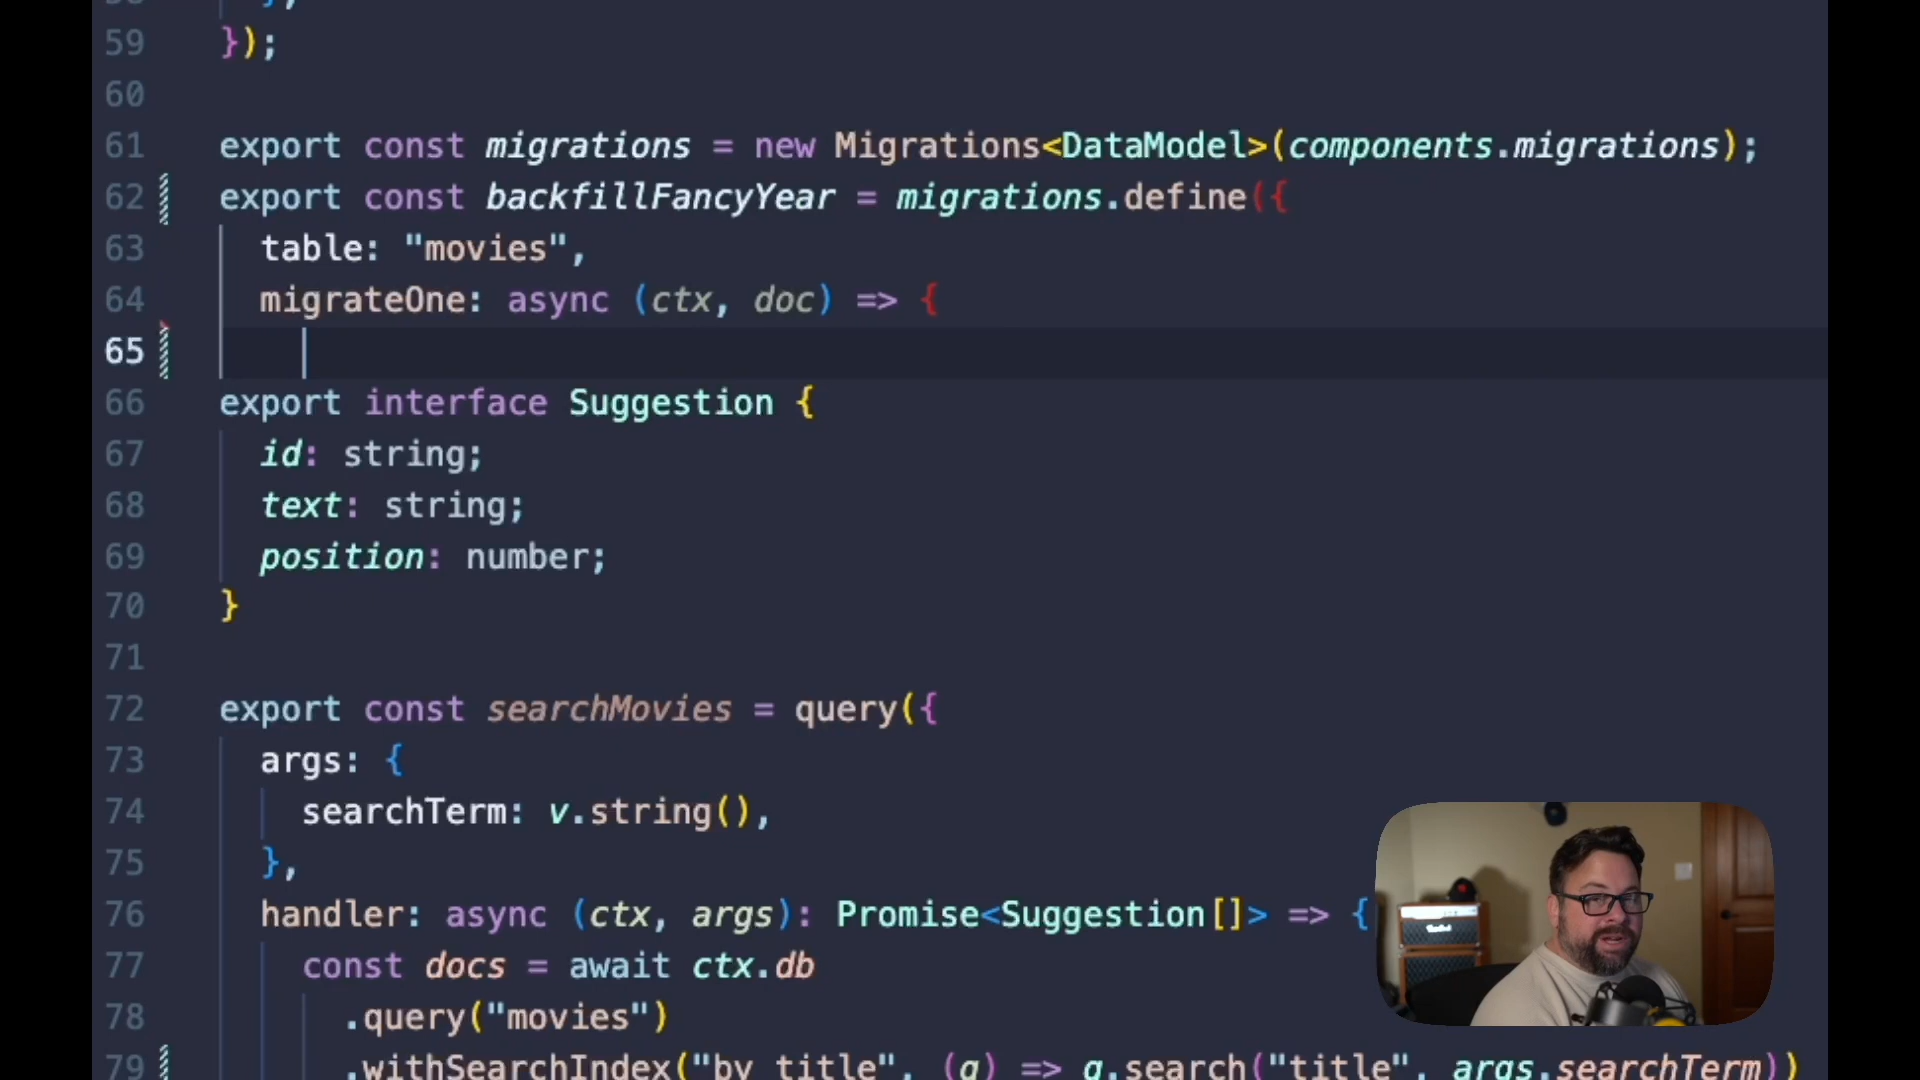 59 });
60
61 export const migrations = new Migrations<DataModel>(components.migrations);
62 export const backfillFancyYear = migrations.define({
63 table: "movies",
64 migrateOne: async (ctx, doc) => {
65
66 export interface Suggestion {
67 id: string;
68 text: string;
69 position: number;
70 }
71
72 export const searchMovies = query({
73 args: {
74 searchTerm: v.string(),
75 },
76 handler: async (ctx, args): Promise<Suggestion[]> => {
77 const docs = await ctx.db
78 .query("movies")
79 .withSearchIndex("by_title", (q) => q.search("title", args.searchTerm))